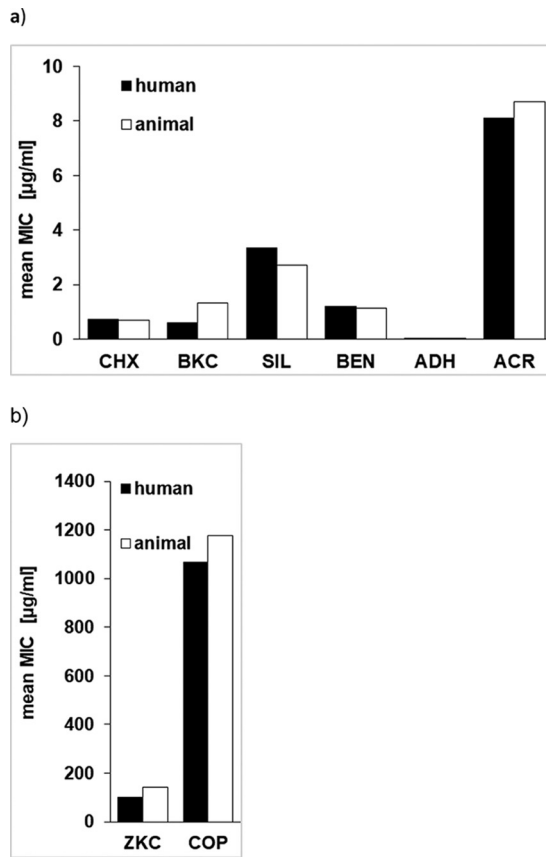 a)
mean MIC [µg/ml]
10
8
6
4
2
0
human
animal
CHX BKC SIL BEN ADH ACR
b)
mean MIC [µg/ml]
1400
1200
1000
800
600
400
200
0
human
animal
ZKC COP